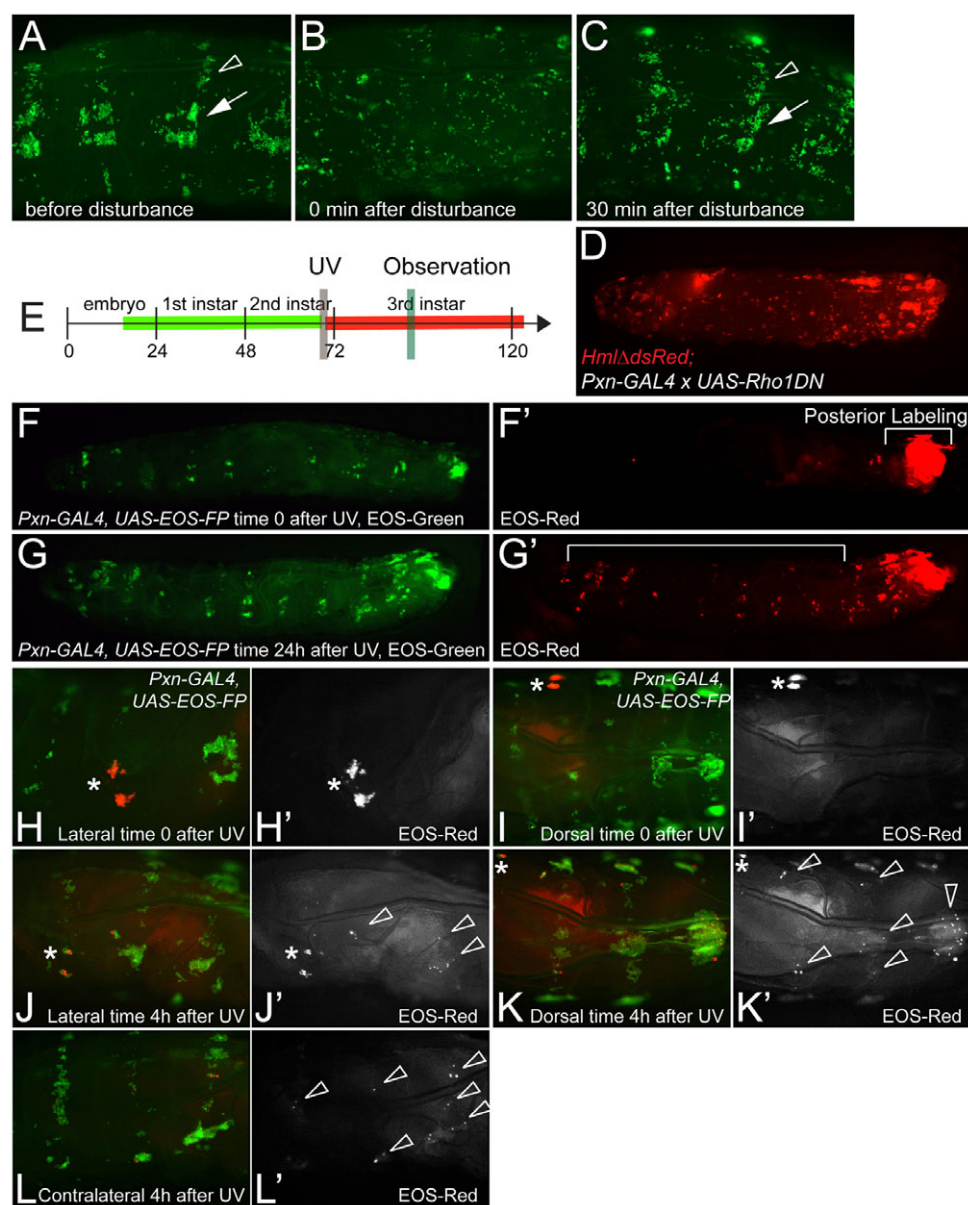 A
B
C
before disturbance
0 min after disturbance
30 min after disturbance
E
UV
Observation
embryo
1st instar
2nd instar
3rd instar
0
24
48
72
120
D
HmlΔdsRed;
Pxn-GAL4 x UAS-Rho1DN
F
Pxn-GAL4, UAS-EOS-FP time 0 after UV, EOS-Green
F'
Posterior Labeling
EOS-Red
G
Pxn-GAL4, UAS-EOS-FP time 24h after UV, EOS-Green
G'
EOS-Red
Pxn-GAL4,
UAS-EOS-FP
*
H
Lateral time 0 after UV
*
H'
EOS-Red
Pxn-GAL4,
UAS-EOS-FP
*
I
Dorsal time 0 after UV
*
I'
EOS-Red
*
J
Lateral time 4h after UV
*
J'
EOS-Red
*
K
Dorsal time 4h after UV
*
K'
EOS-Red
L
Contralateral 4h after UV
L'
EOS-Red